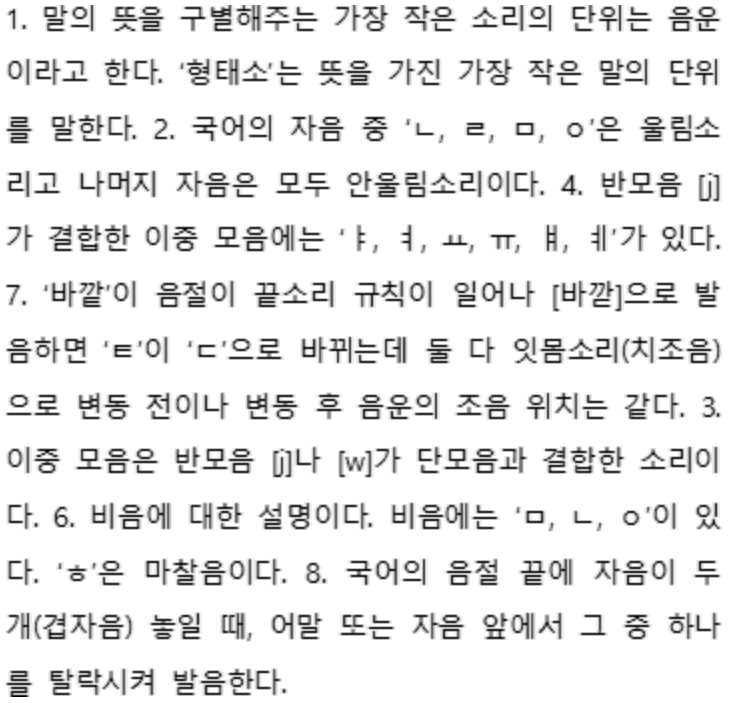 1. 말의 뜻을 구별해주는 가장 작은 소리의 단위는 음운
이라고 한다. ‘형태소’는 뜻을 가진 가장 작은 말의 단위
를 말한다. 2. 국어의 자음 중 ‘ㄴ, ㄹ, ㅁ, ㅇ’은 울림소
리고 나머지 자음은 모두 안울림소리이다. 4. 반모음 [j]
가 결합한 이중 모음에는 ‘ㅑ, ㅕ, ㅛ, ㅠ, ㅒ, ㅖ’가 있다.
7. ‘바깥’이 음절이 끝소리 규칙이 일어나 [바깓]으로 발
음하면 ‘ㅌ’이 ‘ㄷ’으로 바뀌는데 둘 다 잇몸소리(치조음)
으로 변동 전이나 변동 후 음운의 조음 위치는 같다. 3.
이중 모음은 반모음 [j]나 [w]가 단모음과 결합한 소리이
다. 6. 비음에 대한 설명이다. 비음에는 ‘ㅁ, ㄴ, ㅇ’이 있
다. ‘ㅎ’은 마찰음이다. 8. 국어의 음절 끝에 자음이 두
개(겹자음) 놓일 때, 어말 또는 자음 앞에서 그 중 하나
를 탈락시켜 발음한다.